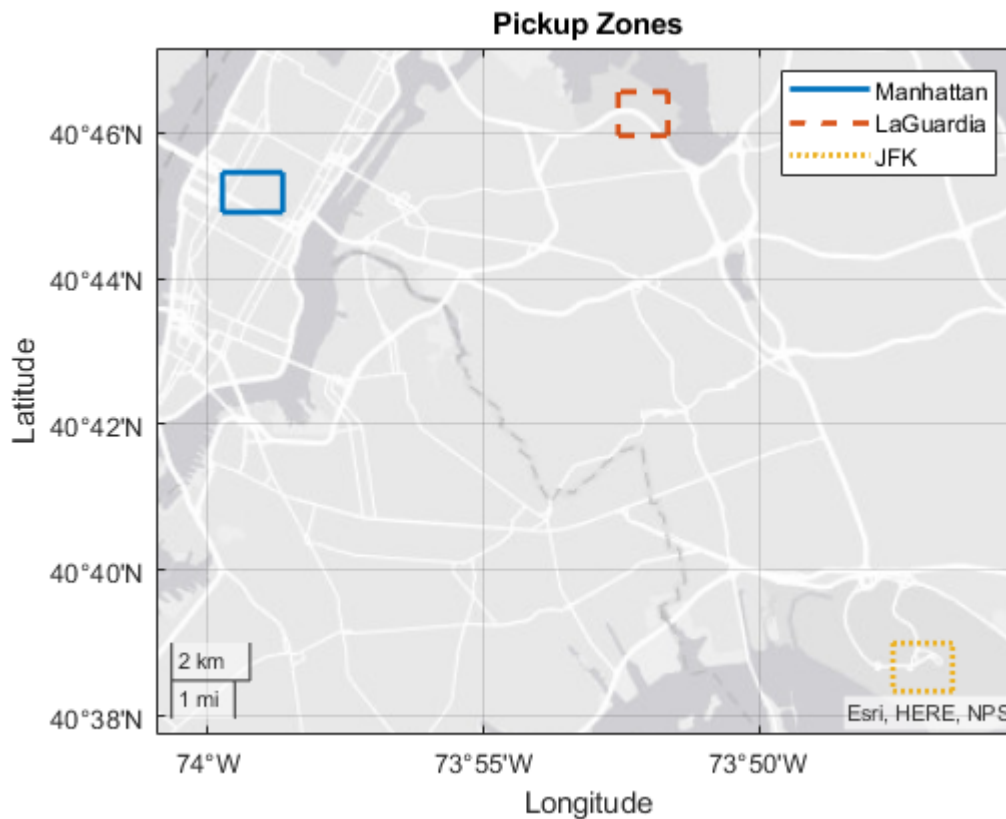 Pickup Zones
Manhattan
LaGuardia
JFK
40°46'N
40°44'N
40°42'N
40°40'N
40°38'N
Latitude
2 km
1 mi
Esri, HERE, NPS
74°W
73°55'W
73°50'W
Longitude